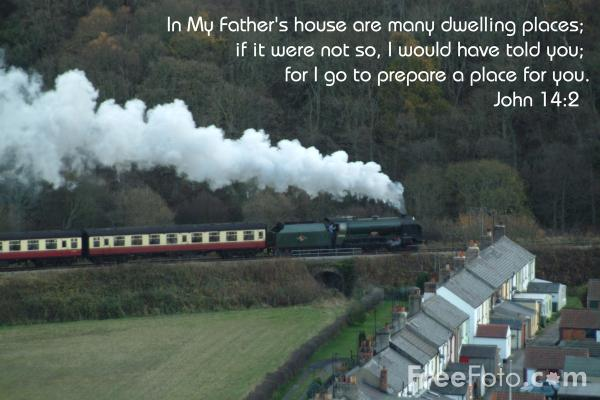 In My Father's house are many dwelling places;
if it were not so, I would have told you;
for I go to prepare a place for you.
John 14:2
FreeFoto.com